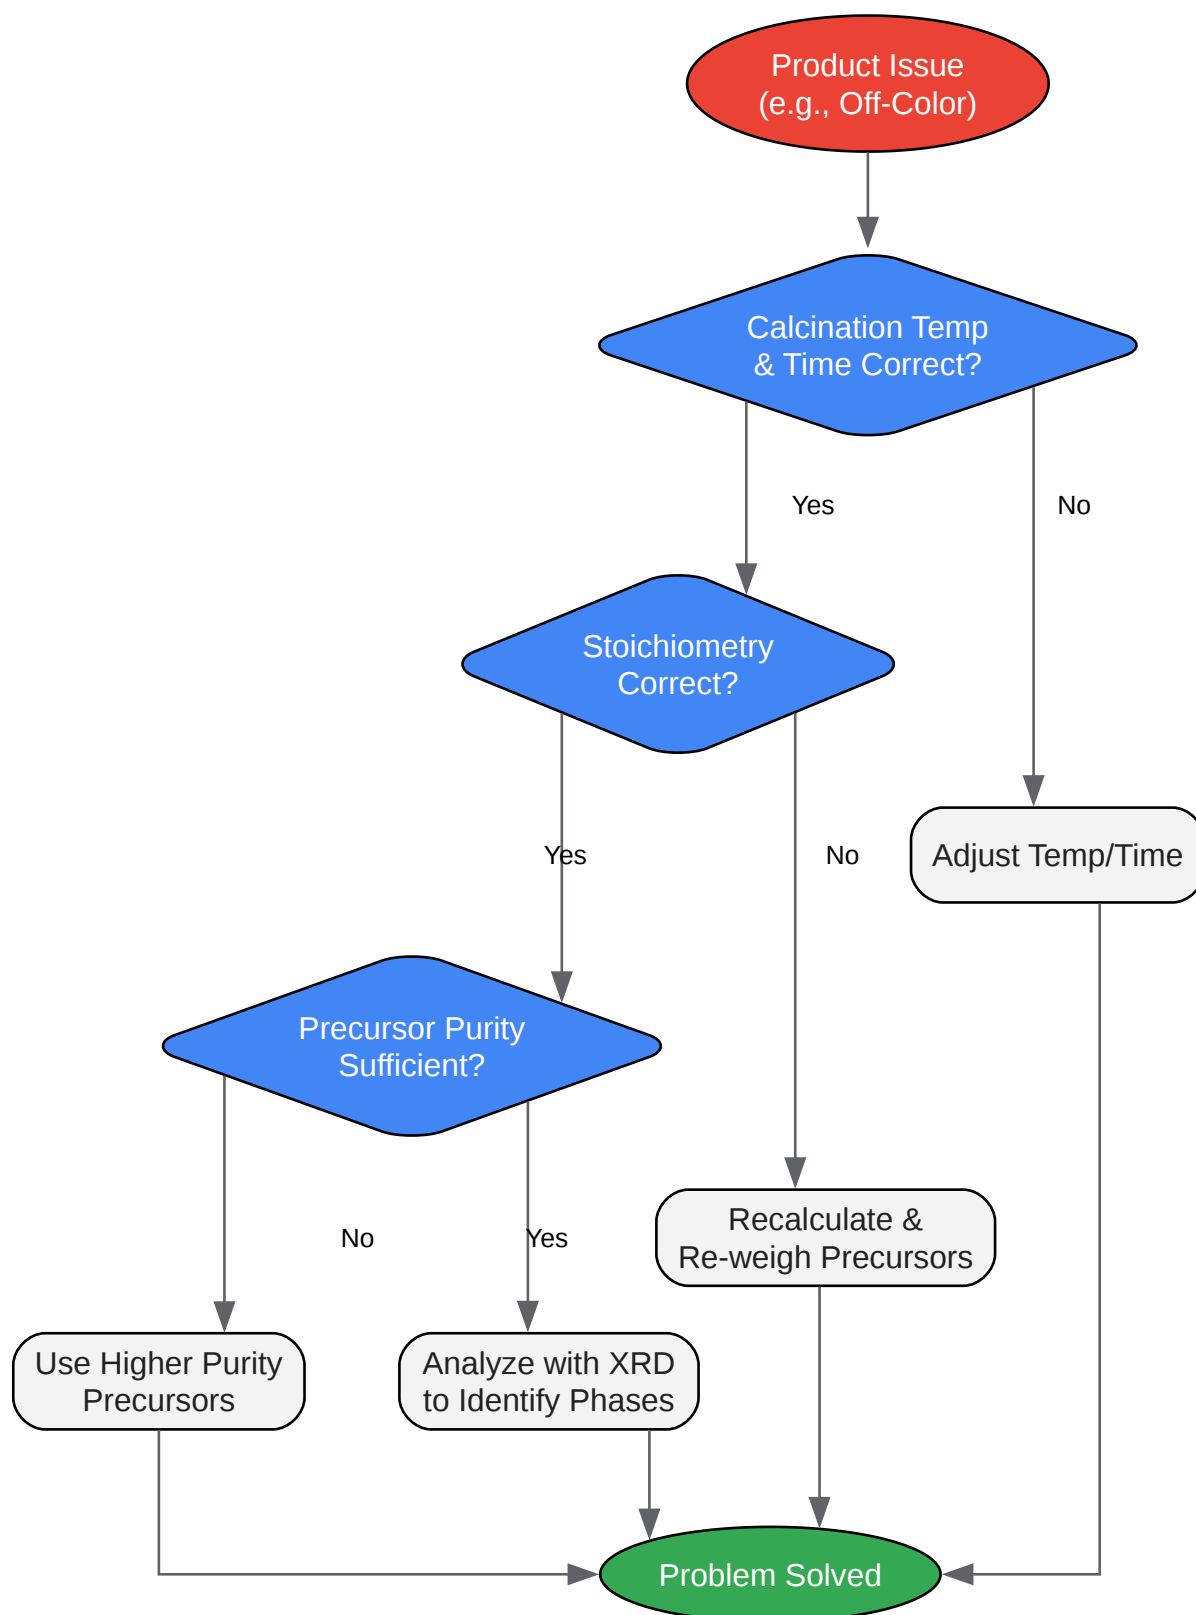 Product Issue
(e.g., Off-Color)
Calcination Temp
& Time Correct?
Yes
No
Stoichiometry
Correct?
Yes
No
Adjust Temp/Time
Precursor Purity
Sufficient?
No
Yes
Recalculate &
Re-weigh Precursors
Use Higher Purity
Precursors
Analyze with XRD
to Identify Phases
Problem Solved